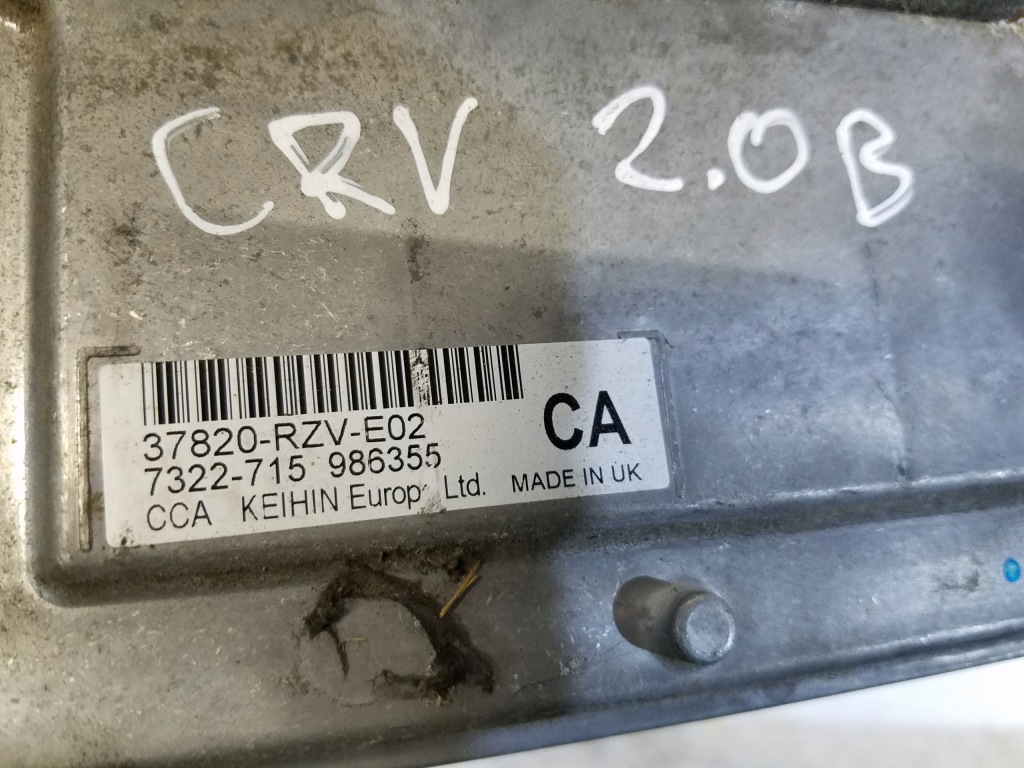 CRV 2.0B
37820-RZV-E02
7322-715 986355
CA
CCA KEIHIN Europ Ltd. MADE IN UK